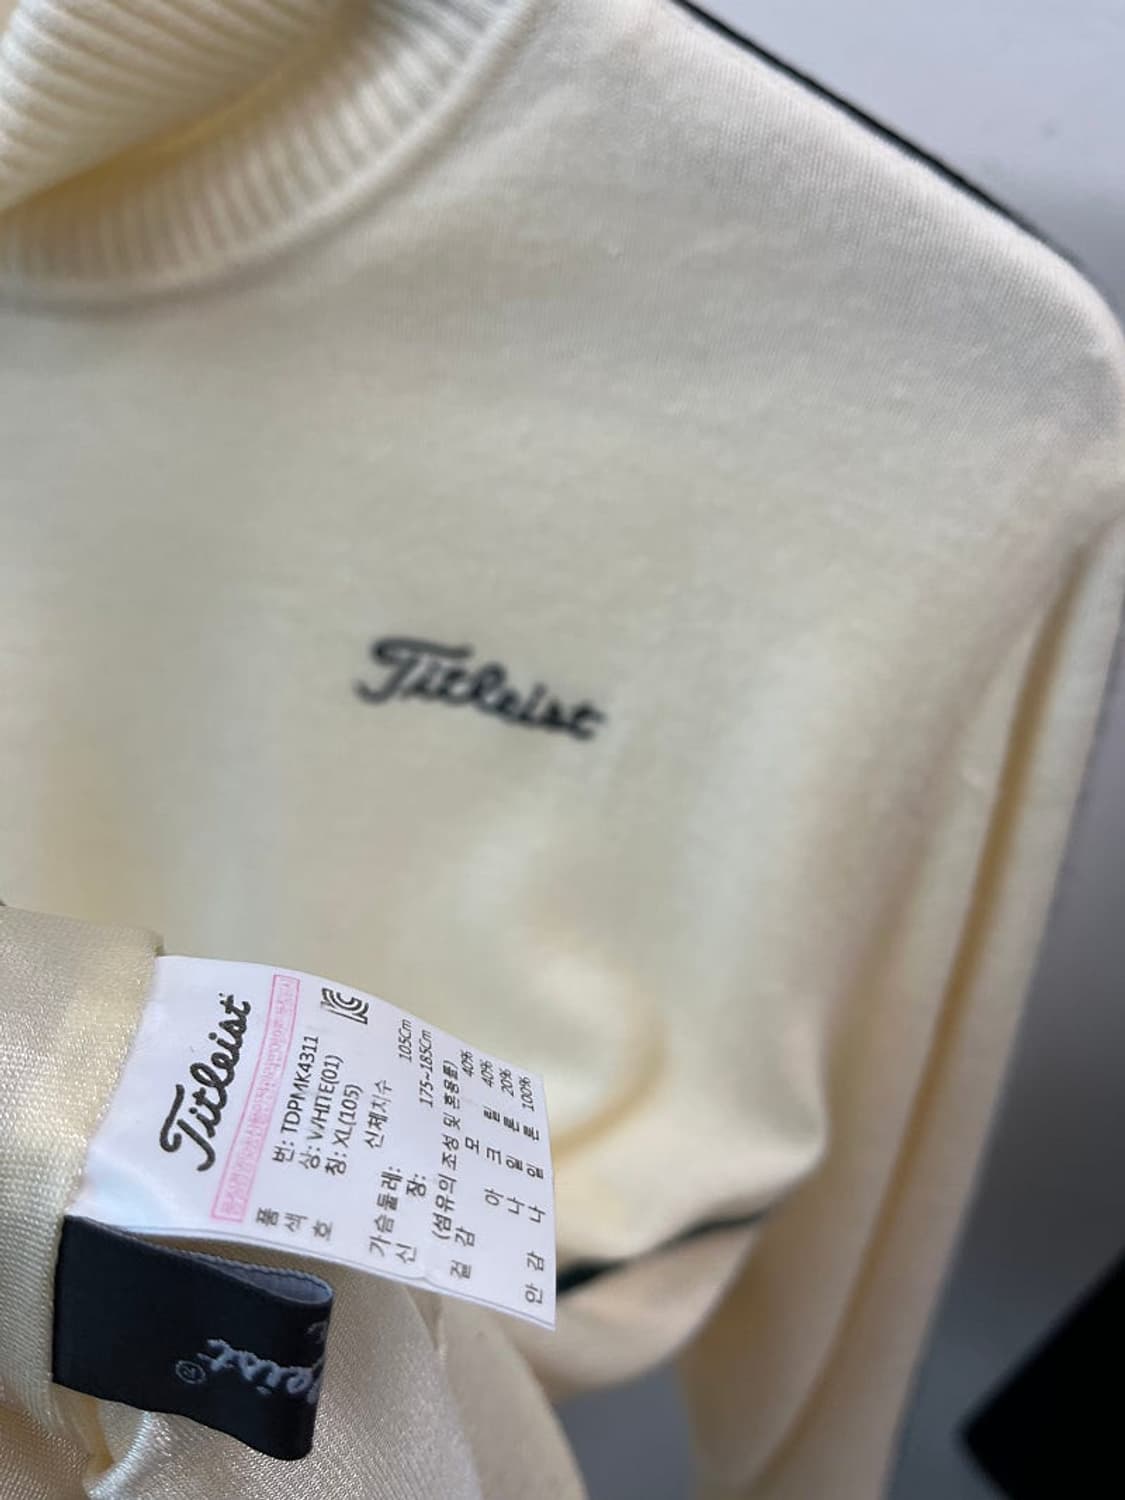 Titleist
Titleist
품 번: TDPMK4311
색 상: WHITE(01)
호 칭: XL(105)
신체치수
가슴둘레: 105Cm
신 장: 175~185Cm
(섬유의 조성 및 혼용률)
겉 감 모 40%
아 크 릴 40%
나 일 론 20%
안 감 나 일 론 100%
eist®